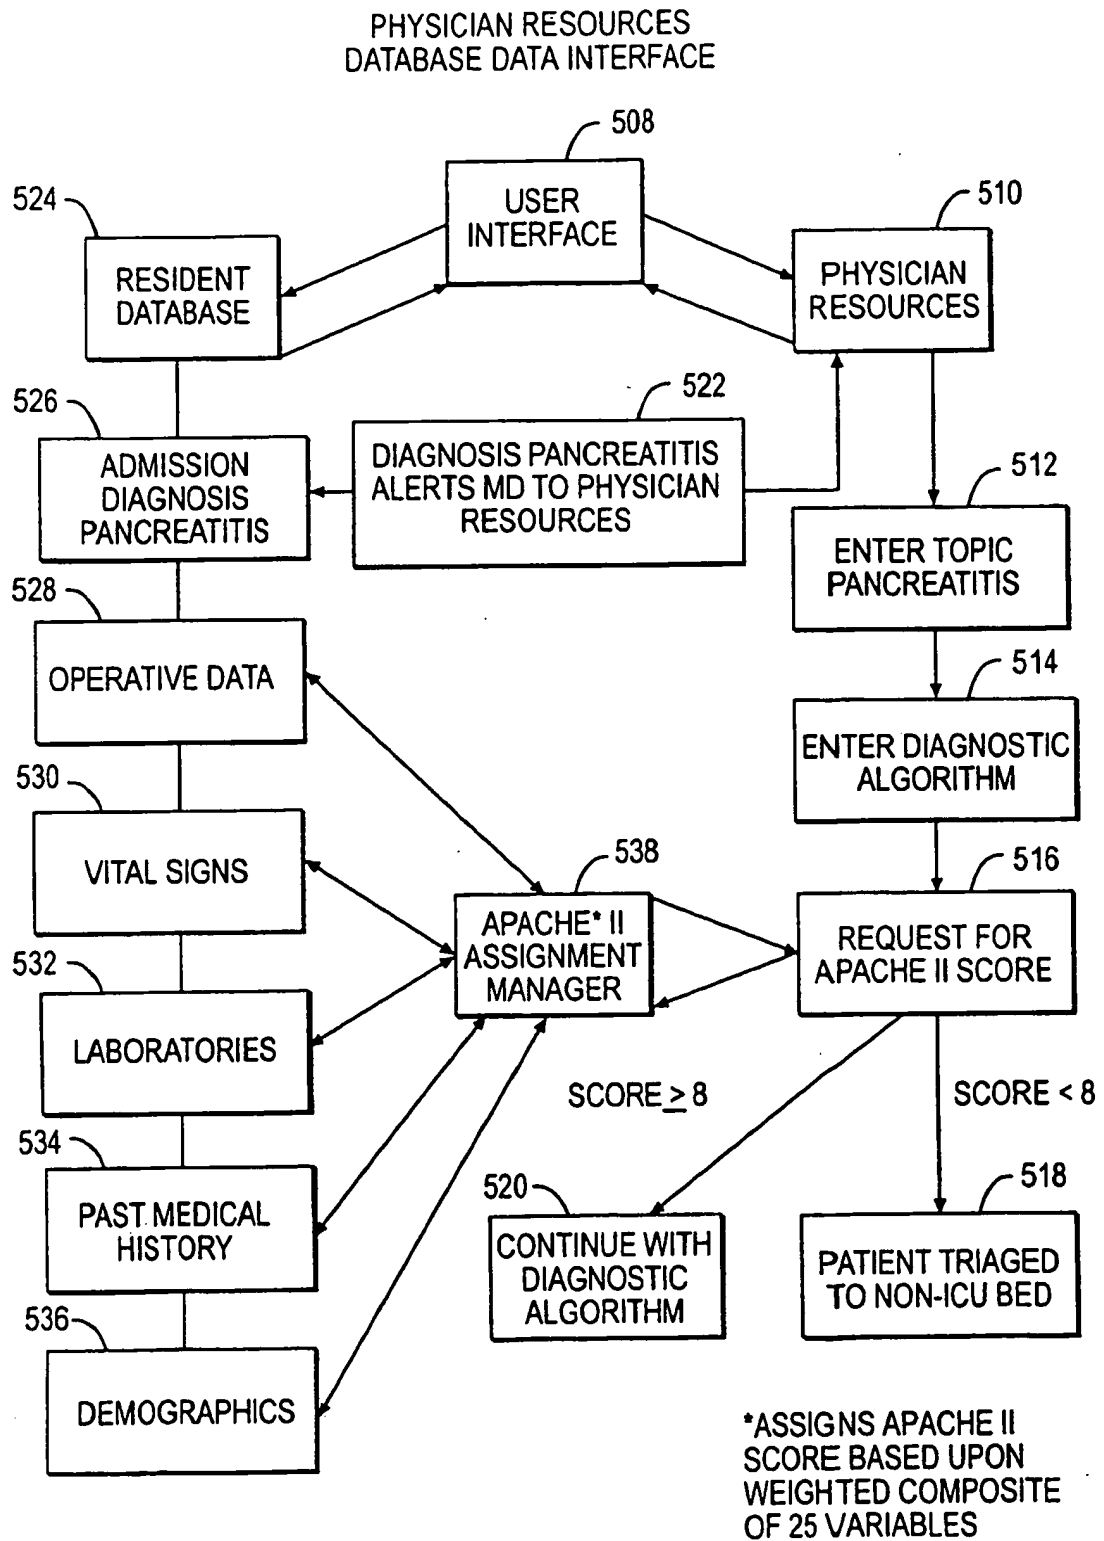 PHYSICIAN RESOURCES
DATABASE DATA INTERFACE
508
USER
INTERFACE
524
RESIDENT
DATABASE
510
PHYSICIAN
RESOURCES
526
ADMISSION
DIAGNOSIS
PANCREATITIS
522
DIAGNOSIS PANCREATITIS
ALERTS MD TO PHYSICIAN
RESOURCES
512
ENTER TOPIC
PANCREATITIS
528
OPERATIVE DATA
514
ENTER DIAGNOSTIC
ALGORITHM
530
VITAL SIGNS
538
APACHE* II
ASSIGNMENT
MANAGER
516
REQUEST FOR
APACHE II SCORE
532
LABORATORIES
SCORE ≥ 8
SCORE < 8
534
PAST MEDICAL
HISTORY
520
CONTINUE WITH
DIAGNOSTIC
ALGORITHM
518
PATIENT TRIAGED
TO NON-ICU BED
536
DEMOGRAPHICS
*ASSIGNS APACHE II
SCORE BASED UPON
WEIGHTED COMPOSITE
OF 25 VARIABLES